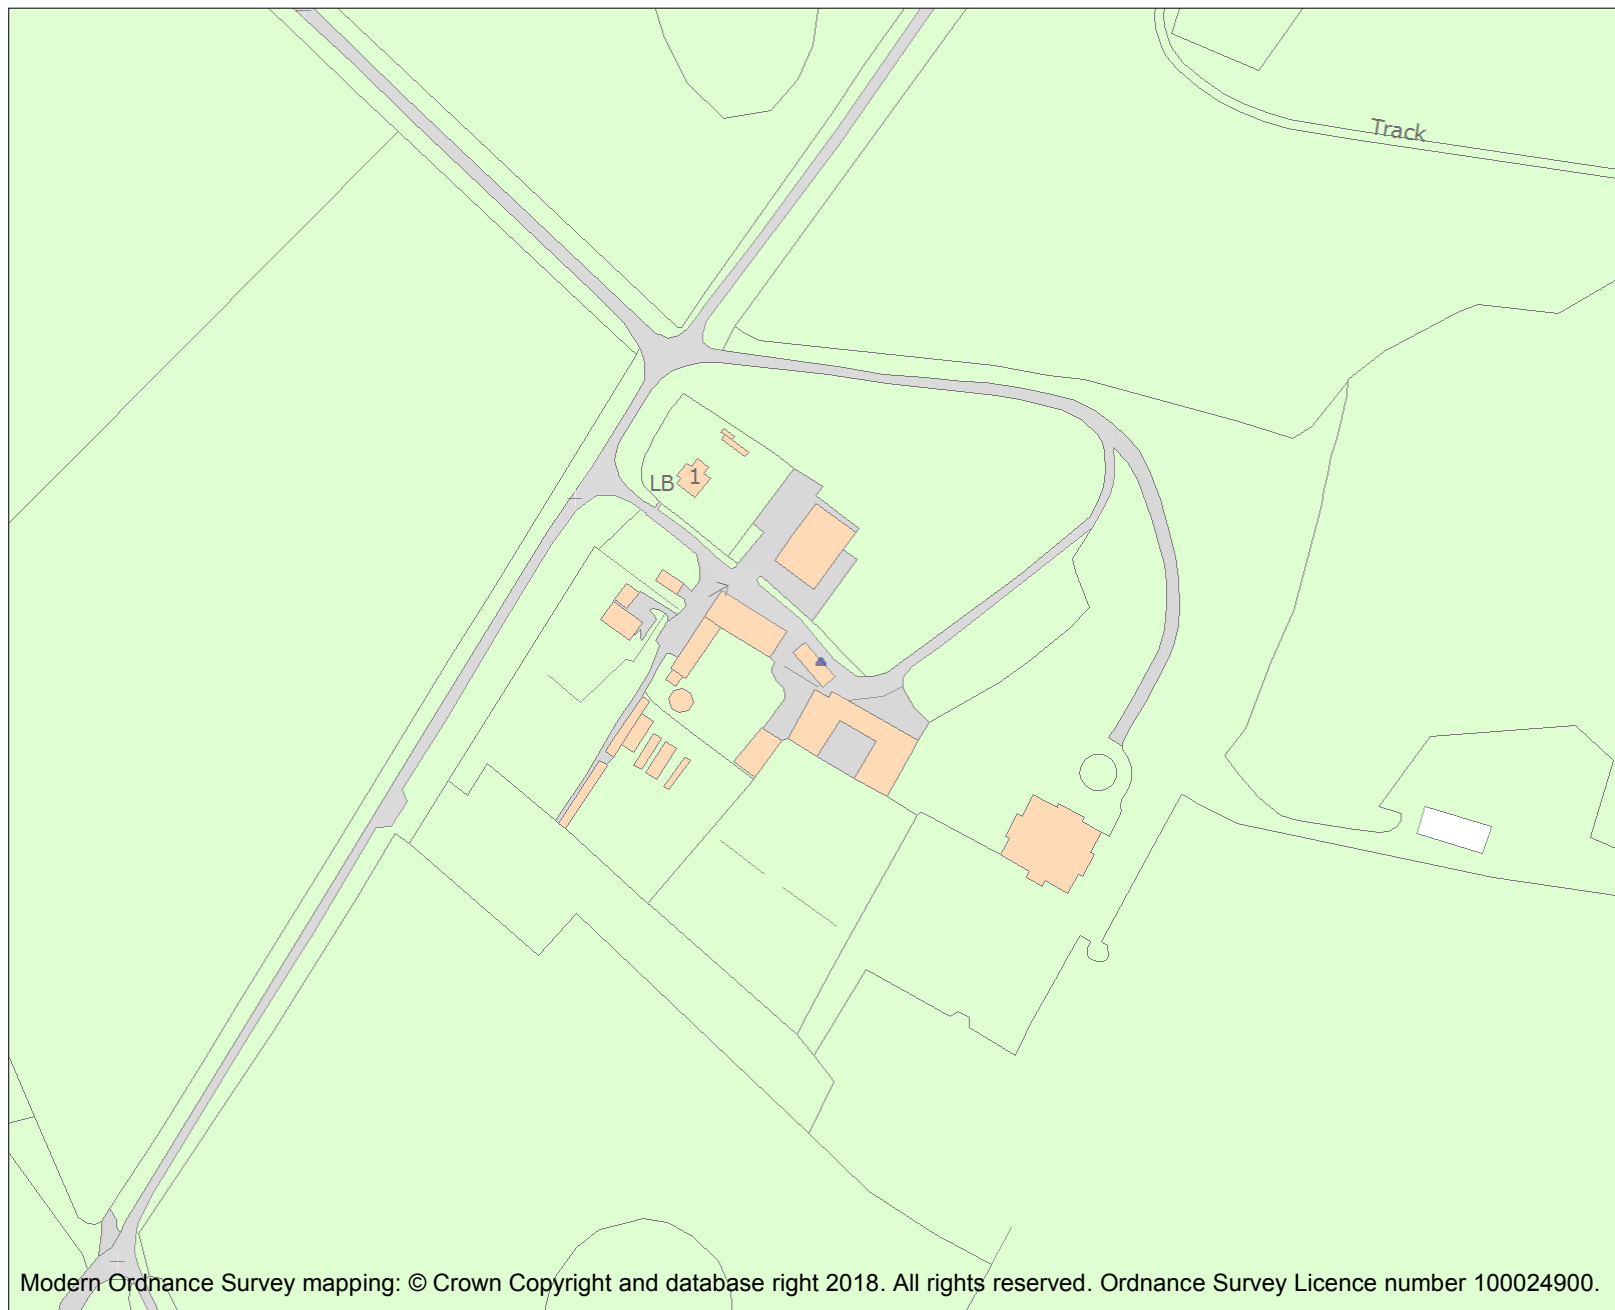 Track
LB
1
Modern Ordnance Survey mapping: © Crown Copyright and database right 2018. All rights reserved. Ordnance Survey Licence number 100024900.